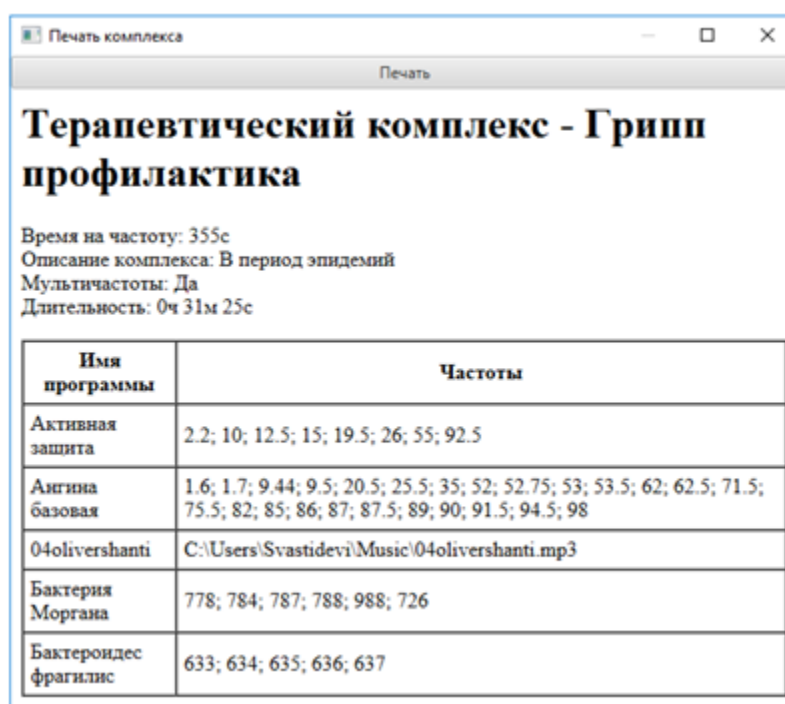 Печать комплекса
Печать
Терапевтический комплекс - Грипп
профилактика
Время на частоту: 355с
Описание комплекса: В период эпидемий
Мультичастоты: Да
Длительность: 0ч 31м 25с
Имя
программы
Частоты
Активная
защита
2.2; 10; 12.5; 15; 19.5; 26; 55; 92.5
Ангина
базовая
1.6; 1.7; 9.44; 9.5; 20.5; 25.5; 35; 52; 52.75; 53; 53.5; 62; 62.5; 71.5;
75.5; 82; 85; 86; 87; 87.5; 89; 90; 91.5; 94.5; 98
04olivershanti
C:\Users\Svastidevi\Music\04olivershanti.mp3
Бактерия
Моргана
778; 784; 787; 788; 988; 726
Бактероидес
фрагилис
633; 634; 635; 636; 637